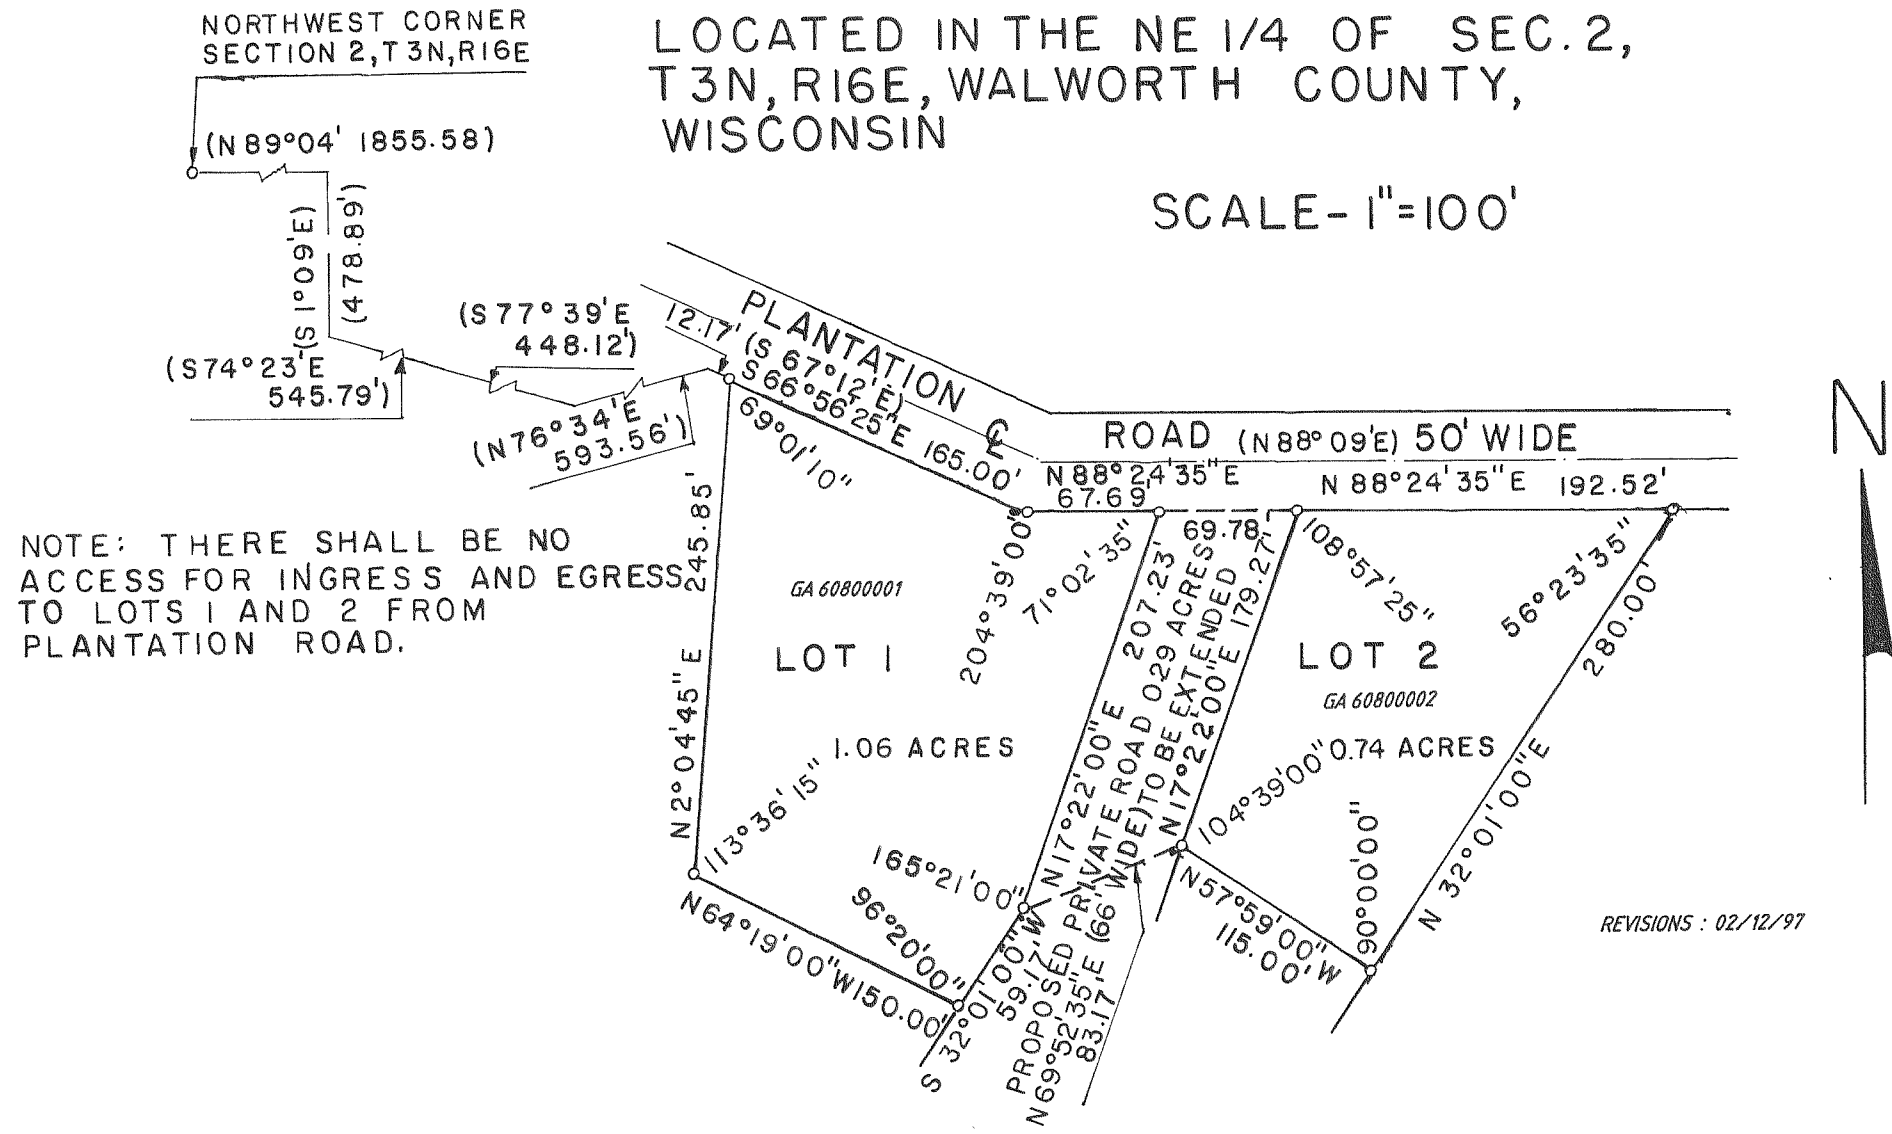 NORTHWEST CORNER
SECTION 2, T3N, R16E
LOCATED IN THE NE 1/4 OF SEC. 2,
T3N, R16E, WALWORTH COUNTY,
WISCONSIN
(N 89°04' 1855.58)
SCALE- 1"=100'
(S 1°09'E)
(478.89')
(S 77°39'E
448.12')
(S74°23'E
545.79')
(N76°34'E
593.56')
12.17'
PLANTATION
(S 67°12'E)
S 66°56'25"E 165.00'
℄
ROAD (N88°09'E) 50' WIDE
N 88°24'35"E
67.69'
N 88°24'35"E 192.52'
N
69°01'10"
245.85'
N2°04'45"E
NOTE: THERE SHALL BE NO
ACCESS FOR INGRESS AND EGRESS
TO LOTS 1 AND 2 FROM
PLANTATION ROAD.
GA 60800001
LOT 1
1.06 ACRES
204°39'00"
71°02'35"
69.78'
108°57'25"
56°23'35"
280.00'
N 32°01'00"E
LOT 2
GA 60800002
0.74 ACRES
N17°22'00"E 207.23'
PROPOSED PRIVATE ROAD 0.29 ACRES
(66' WIDE) TO BE EXTENDED
N17°22'00"E 179.27'
104°39'00"
90°00'00"
113°36'15"
165°21'00"
96°20'00"
N64°19'00"W 150.00'
S 32°01'00"W
59.17'
N69°52'35"E
83.17'
N57°59'00"W
115.00'
REVISIONS : 02/12/97